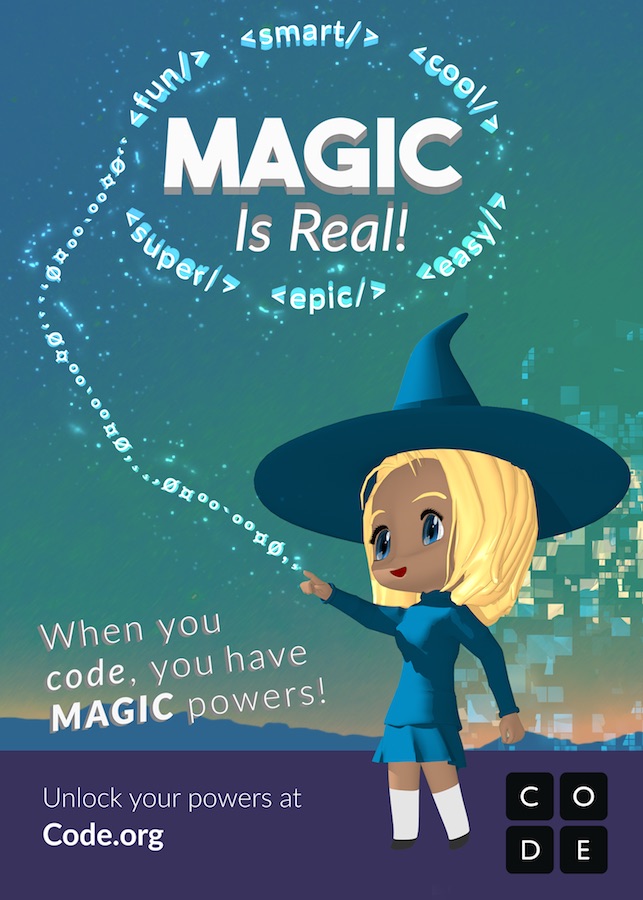 <smart/>
<fun/>
<cool/>
MAGIC
Is Real!
<super/>
<epic/>
<easy/>
When you
code, you have
MAGIC powers!
Unlock your powers at
Code.org
C O
D E